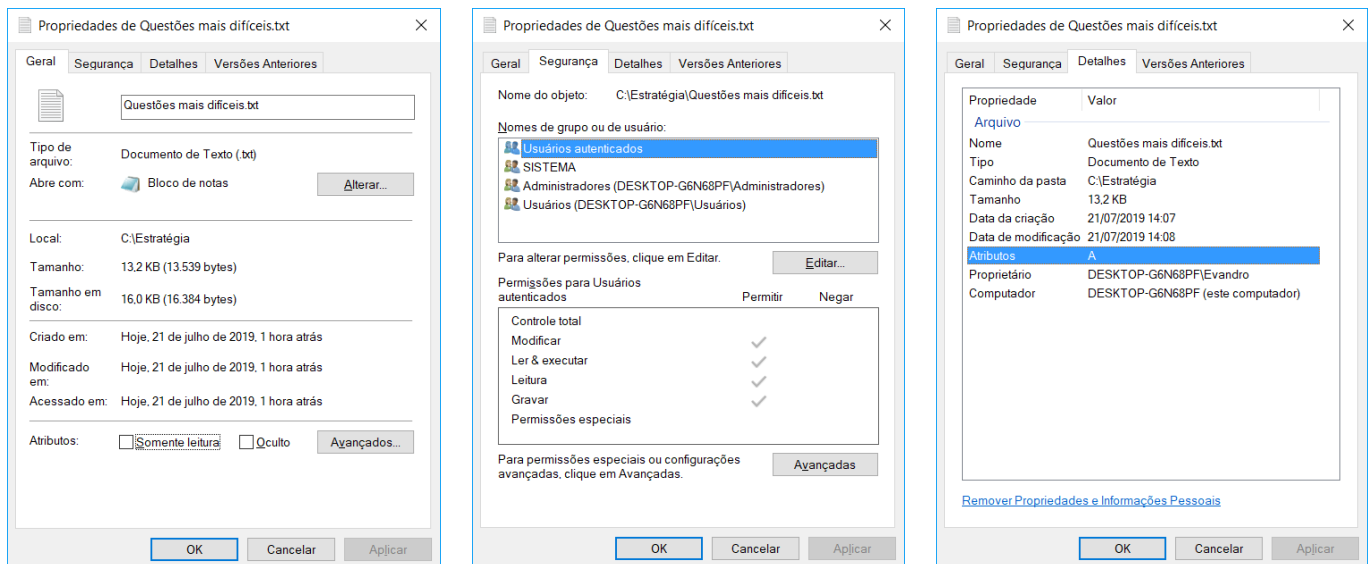 Propriedades de Questões mais difíceis.txt
Geral Segurança Detalhes Versões Anteriores
Questões mais difíceis.txt
Tipo de
arquivo:
Documento de Texto (.txt)
Abre com: Bloco de notas Alterar...
Local: C:\Estratégia
Tamanho: 13,2 KB (13.539 bytes)
Tamanho em
disco:
16,0 KB (16.384 bytes)
Criado em: Hoje, 21 de julho de 2019, 1 hora atrás
Modificado
em:
Hoje, 21 de julho de 2019, 1 hora atrás
Acessado em: Hoje, 21 de julho de 2019, 1 hora atrás
Atributos: Somente leitura Oculto Avançados...
OK Cancelar Aplicar
Propriedades de Questões mais difíceis.txt
Geral Segurança Detalhes Versões Anteriores
Nome do objeto: C:\Estratégia\Questões mais difíceis.txt
Nomes de grupo ou de usuário:
Usuários autenticados
SISTEMA
Administradores (DESKTOP-G6N68PF\Administradores)
Usuários (DESKTOP-G6N68PF\Usuários)
Para alterar permissões, clique em Editar. Editar...
Permissões para Usuários
autenticados Permitir Negar
Controle total
Modificar
Ler & executar
Leitura
Gravar
Permissões especiais
Para permissões especiais ou configurações
avançadas, clique em Avançadas.
Avançadas
OK Cancelar Aplicar
Propriedades de Questões mais difíceis.txt
Geral Segurança Detalhes Versões Anteriores
Propriedade Valor
Arquivo
Nome Questões mais difíceis.txt
Tipo Documento de Texto
Caminho da pasta C:\Estratégia
Tamanho 13,2 KB
Data da criação 21/07/2019 14:07
Data de modificação 21/07/2019 14:08
Atributos A
Proprietário DESKTOP-G6N68PF\Evandro
Computador DESKTOP-G6N68PF (este computador)
Remover Propriedades e Informações Pessoais
OK Cancelar Aplicar